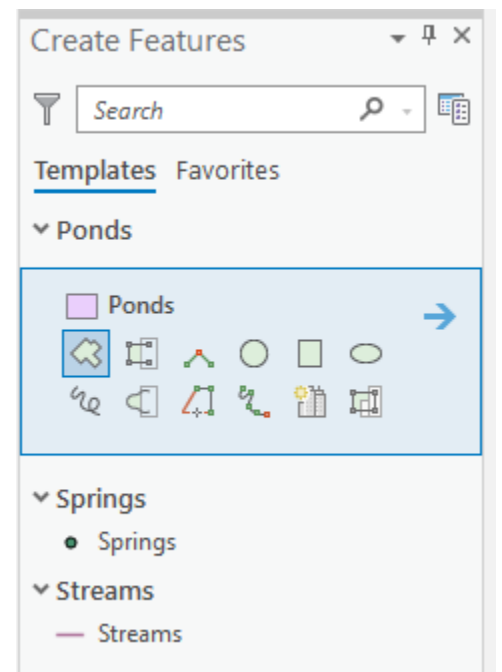 Create Features
Search
Templates Favorites
Ponds
Ponds
Springs
Springs
Streams
Streams